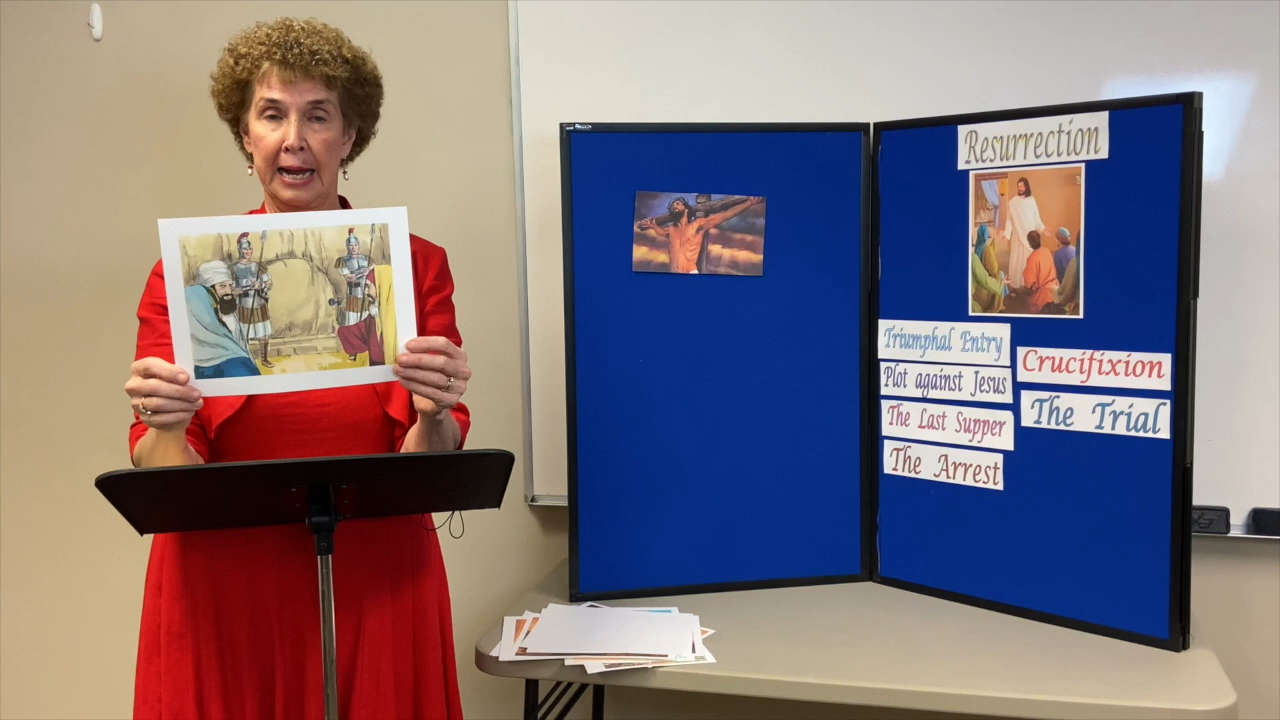 Resurrection
Triumphal Entry
Plot against Jesus
The Last Supper
The Arrest
Crucifixion
The Trial